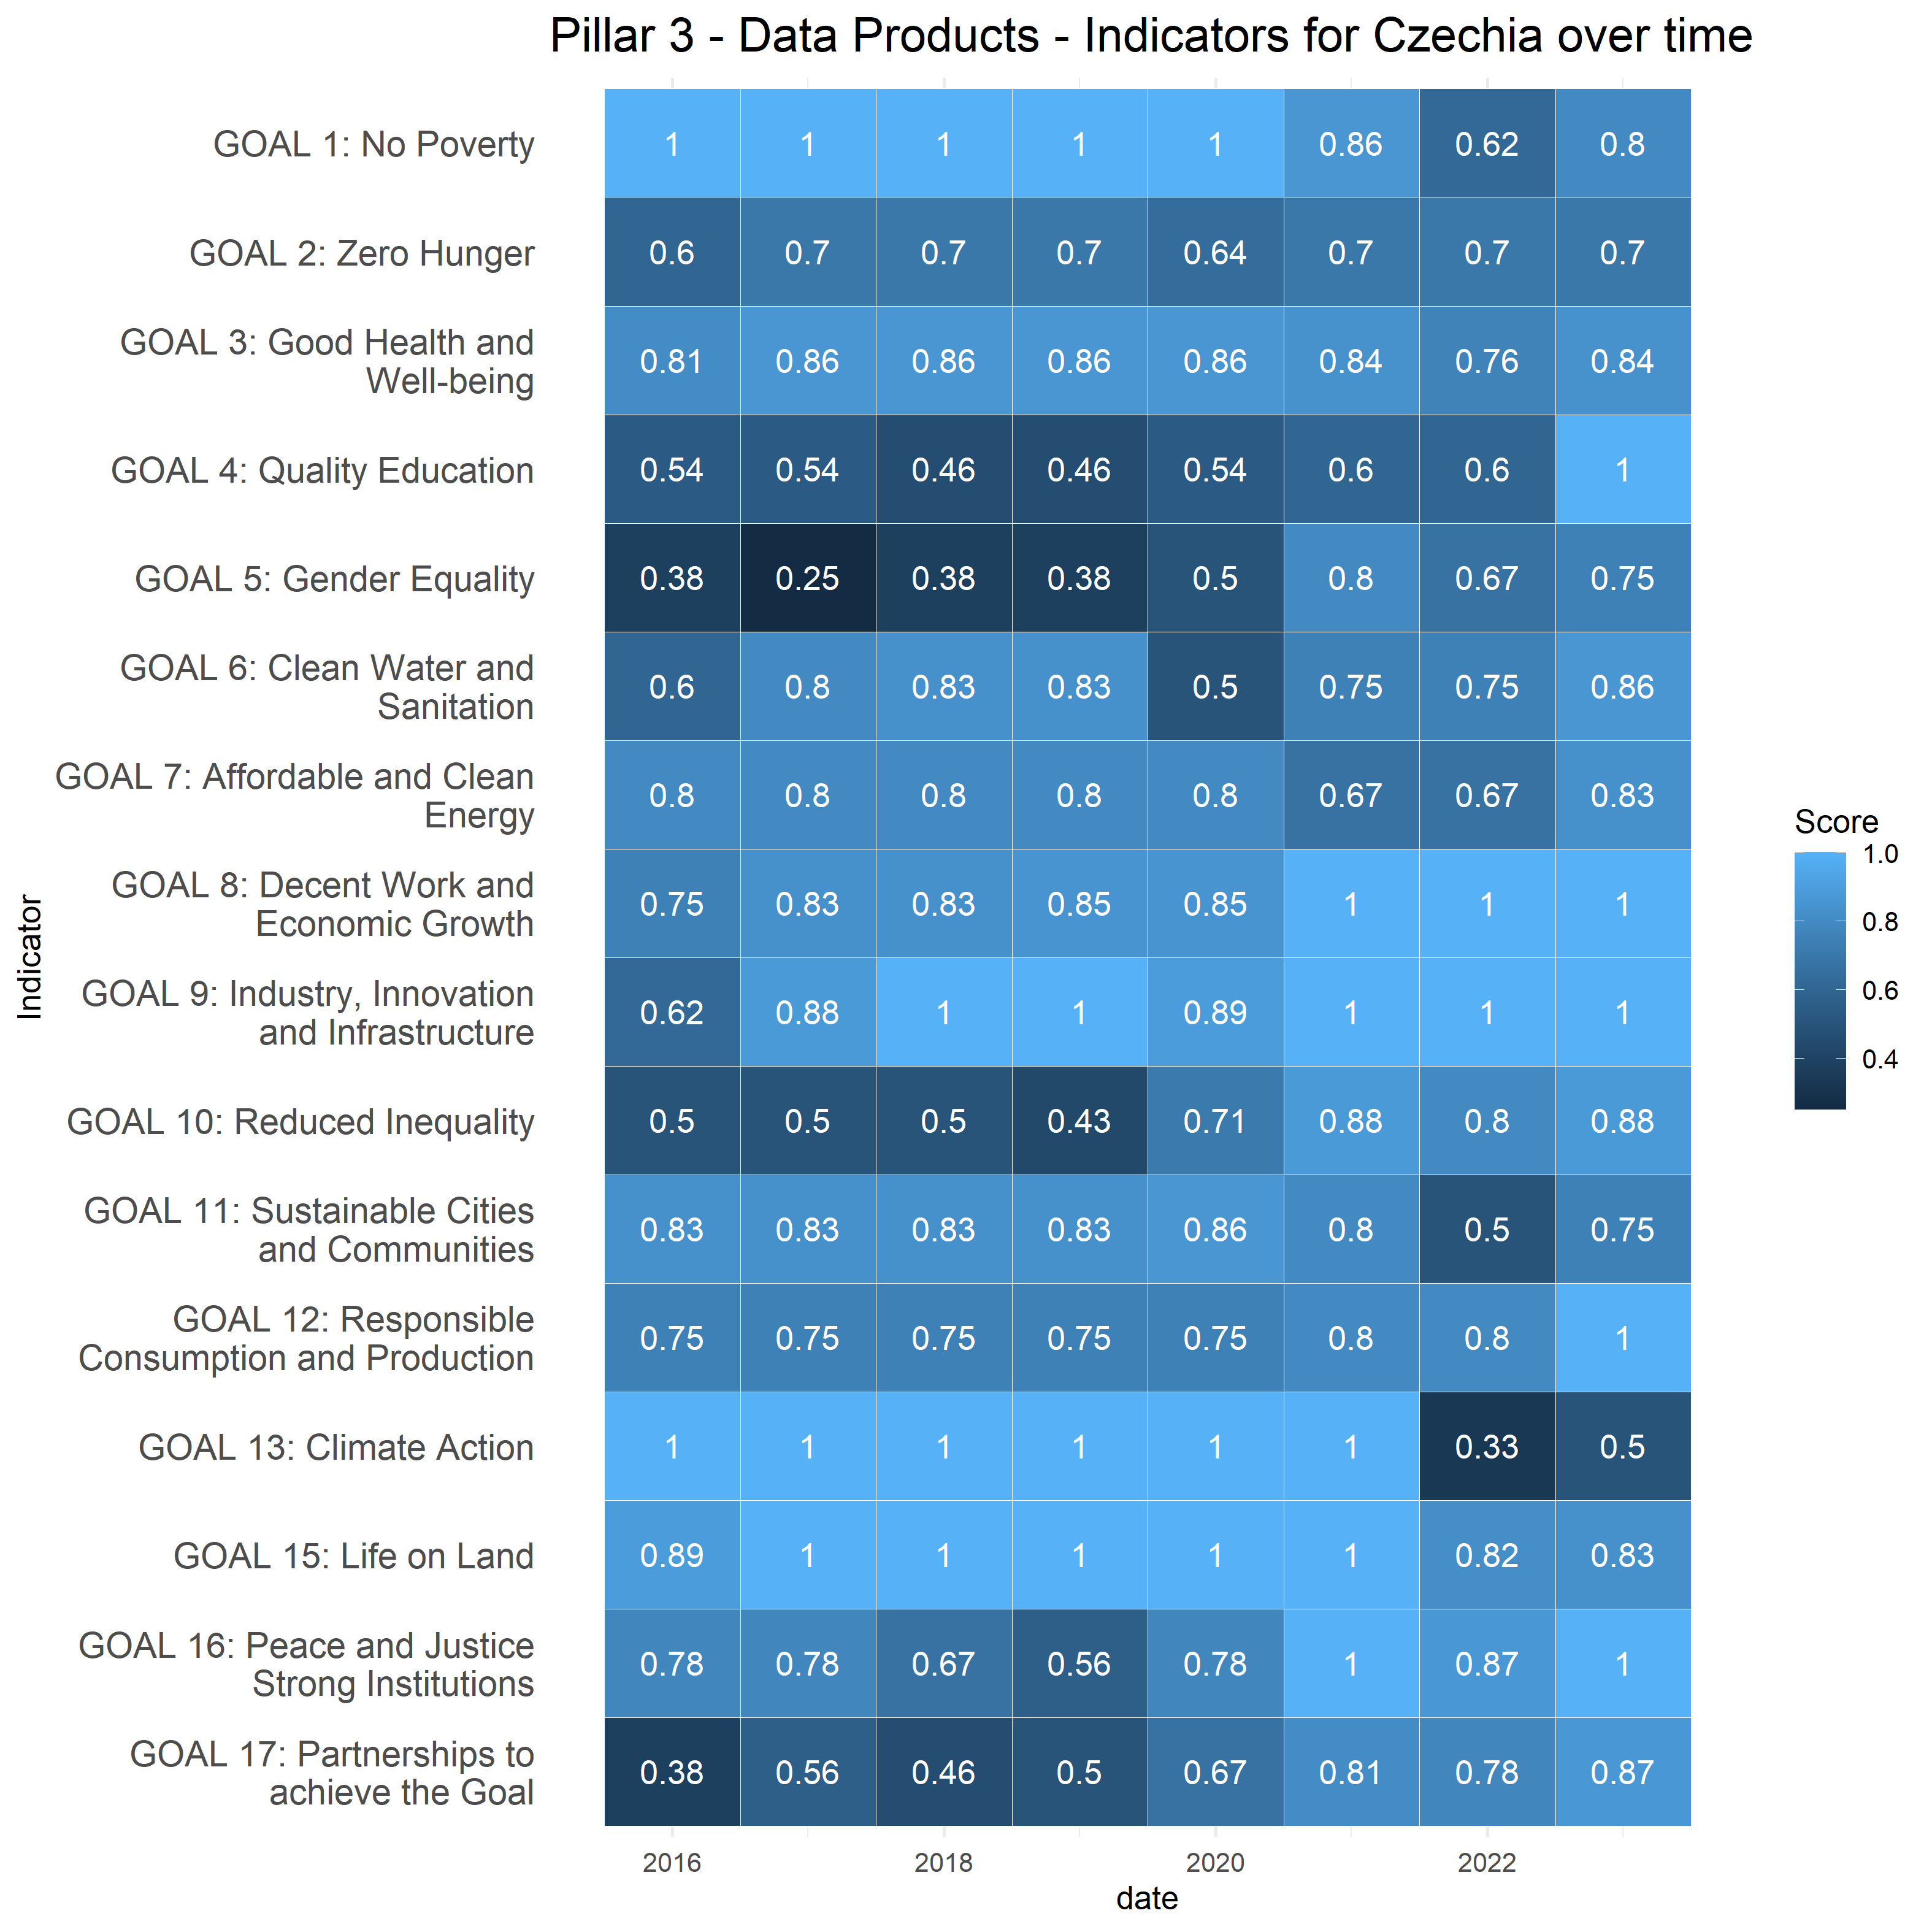 Pillar 3 - Data Products - Indicators for Czechia over time
GOAL 1: No Poverty
1 1 1 1 1 0.86 0.62 0.8
GOAL 2: Zero Hunger
0.6 0.7 0.7 0.7 0.64 0.7 0.7 0.7
GOAL 3: Good Health and
Well-being
0.81 0.86 0.86 0.86 0.86 0.84 0.76 0.84
GOAL 4: Quality Education
0.54 0.54 0.46 0.46 0.54 0.6 0.6 1
GOAL 5: Gender Equality
0.38 0.25 0.38 0.38 0.5 0.8 0.67 0.75
GOAL 6: Clean Water and
Sanitation
0.6 0.8 0.83 0.83 0.5 0.75 0.75 0.86
GOAL 7: Affordable and Clean
Energy
0.8 0.8 0.8 0.8 0.8 0.67 0.67 0.83
GOAL 8: Decent Work and
Economic Growth
0.75 0.83 0.83 0.85 0.85 1 1 1
GOAL 9: Industry, Innovation
and Infrastructure
0.62 0.88 1 1 0.89 1 1 1
GOAL 10: Reduced Inequality
0.5 0.5 0.5 0.43 0.71 0.88 0.8 0.88
GOAL 11: Sustainable Cities
and Communities
0.83 0.83 0.83 0.83 0.86 0.8 0.5 0.75
GOAL 12: Responsible
Consumption and Production
0.75 0.75 0.75 0.75 0.75 0.8 0.8 1
GOAL 13: Climate Action
1 1 1 1 1 1 0.33 0.5
GOAL 15: Life on Land
0.89 1 1 1 1 1 0.82 0.83
GOAL 16: Peace and Justice
Strong Institutions
0.78 0.78 0.67 0.56 0.78 1 0.87 1
GOAL 17: Partnerships to
achieve the Goal
0.38 0.56 0.46 0.5 0.67 0.81 0.78 0.87
2016 2018 2020 2022
date
Indicator
Score
1.0
0.8
0.6
0.4